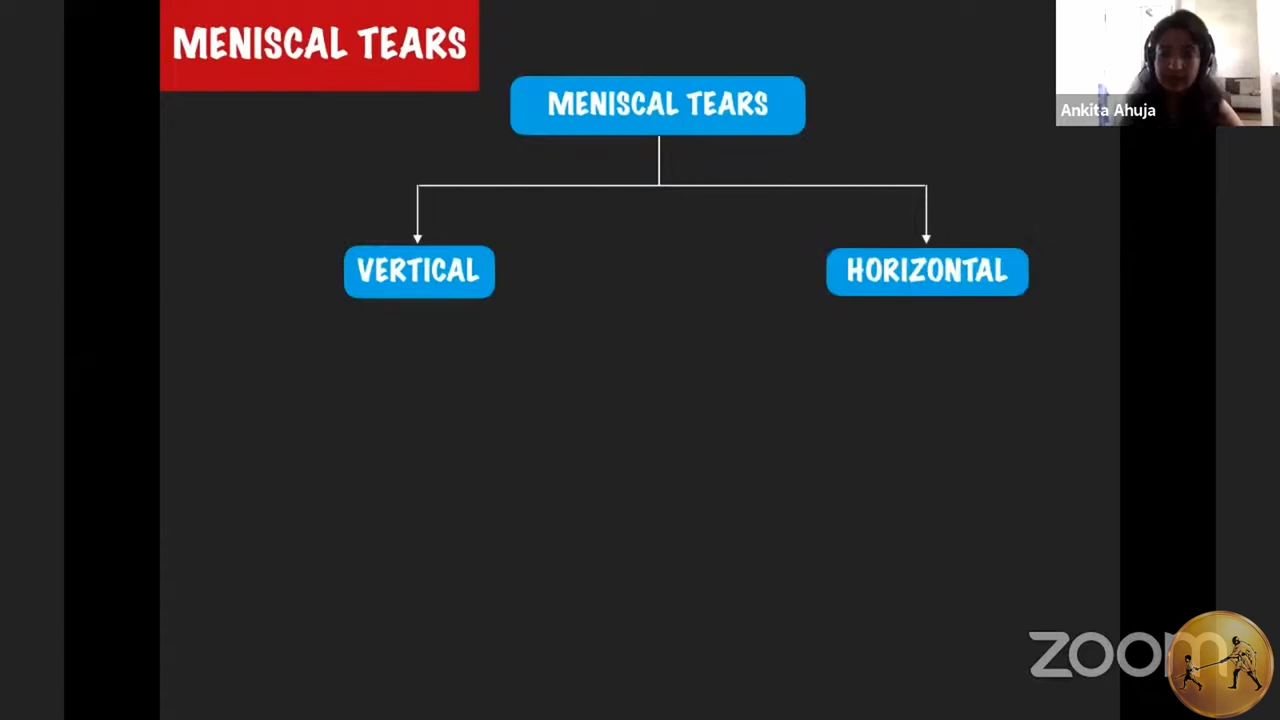 MENISCAL TEARS
MENISCAL TEARS
Ankita Ahuja
VERTICAL
HORIZONTAL
zoom